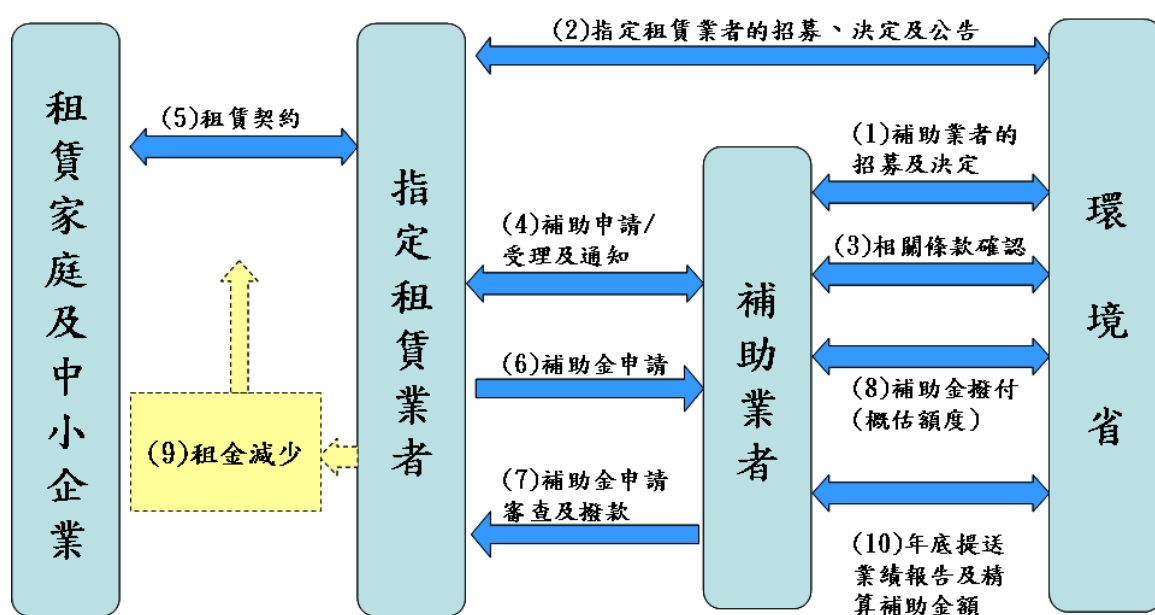 (2)指定租賃業者的招募、決定及公告
租賃家庭及中小企業
(5)租賃契約
指定租賃業者
(1)補助業者的
招募及決定
(4)補助申請/
受理及通知
(3)相關條款確認
補助業者
環境省
(6)補助金申請
(8)補助金撥付
(概估額度)
(9)租金減少
(7)補助金申請
審查及撥款
(10)年底提送
業績報告及精
算補助金額